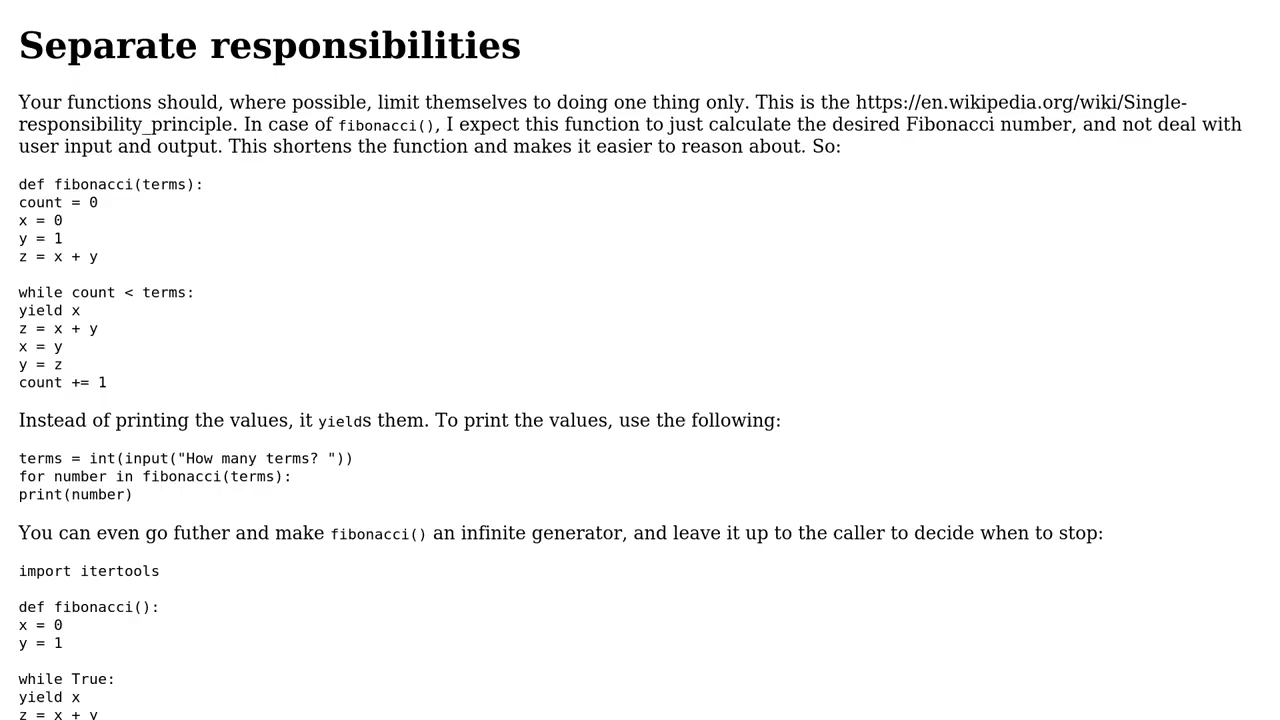 Separate responsibilities
Your functions should, where possible, limit themselves to doing one thing only. This is the https://en.wikipedia.org/wiki/Single-
responsibility_principle. In case of fibonacci(), I expect this function to just calculate the desired Fibonacci number, and not deal with
user input and output. This shortens the function and makes it easier to reason about. So:
def fibonacci(terms):
count = 0
x = 0
y = 1
z = x + y
while count < terms:
yield x
z = x + y
x = y
y = z
count += 1
Instead of printing the values, it yields them. To print the values, use the following:
terms = int(input("How many terms? "))
for number in fibonacci(terms):
print(number)
You can even go futher and make fibonacci() an infinite generator, and leave it up to the caller to decide when to stop:
import itertools
def fibonacci():
x = 0
y = 1
while True:
yield x
z = x + y